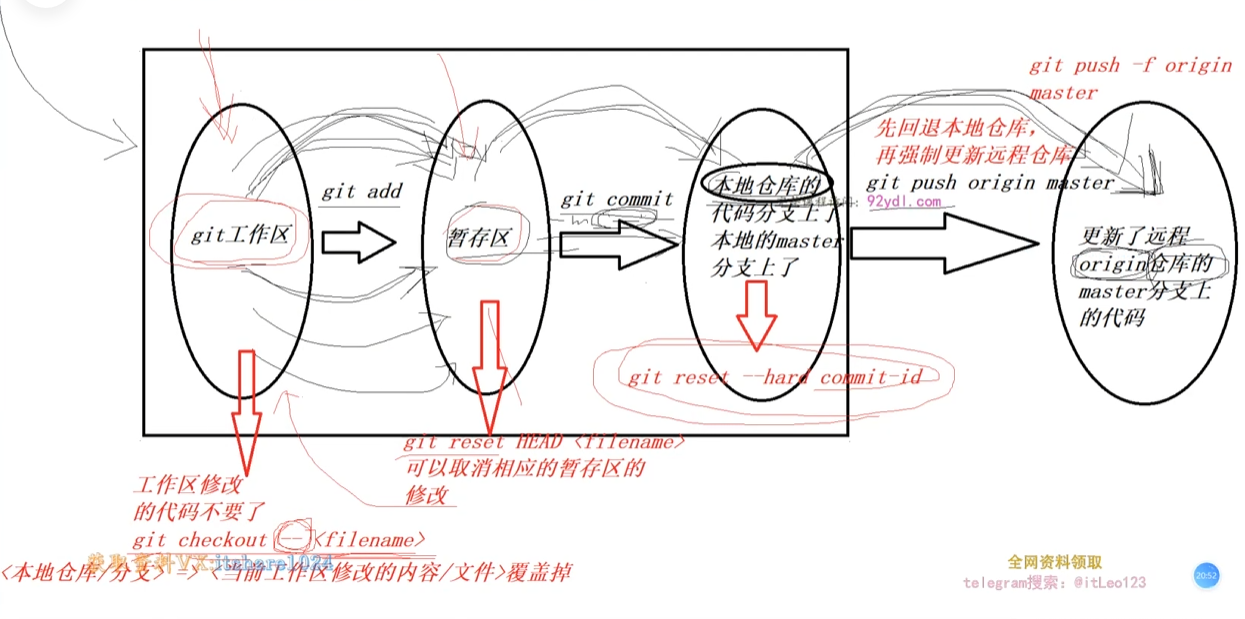 git push -f origin
master
先回退本地仓库，
再强制更新远程仓库
git push origin master
92ydl.com
git add
git commit
git工作区
暂存区
本地仓库的
代码分支上了
本地的master
分支上了
更新了远程
origin仓库的
master分支上
的代码
git reset --hard commit-id
git reset HEAD <filename>
可以取消相应的暂存区的
修改
工作区修改
的代码不要了
git checkout -- <filename>
获取资料VX:itshare1024
<本地仓库/分支> => <当前工作区修改的内容/文件>覆盖掉
全网资料领取
telegram搜索：@itLeo123
20:52